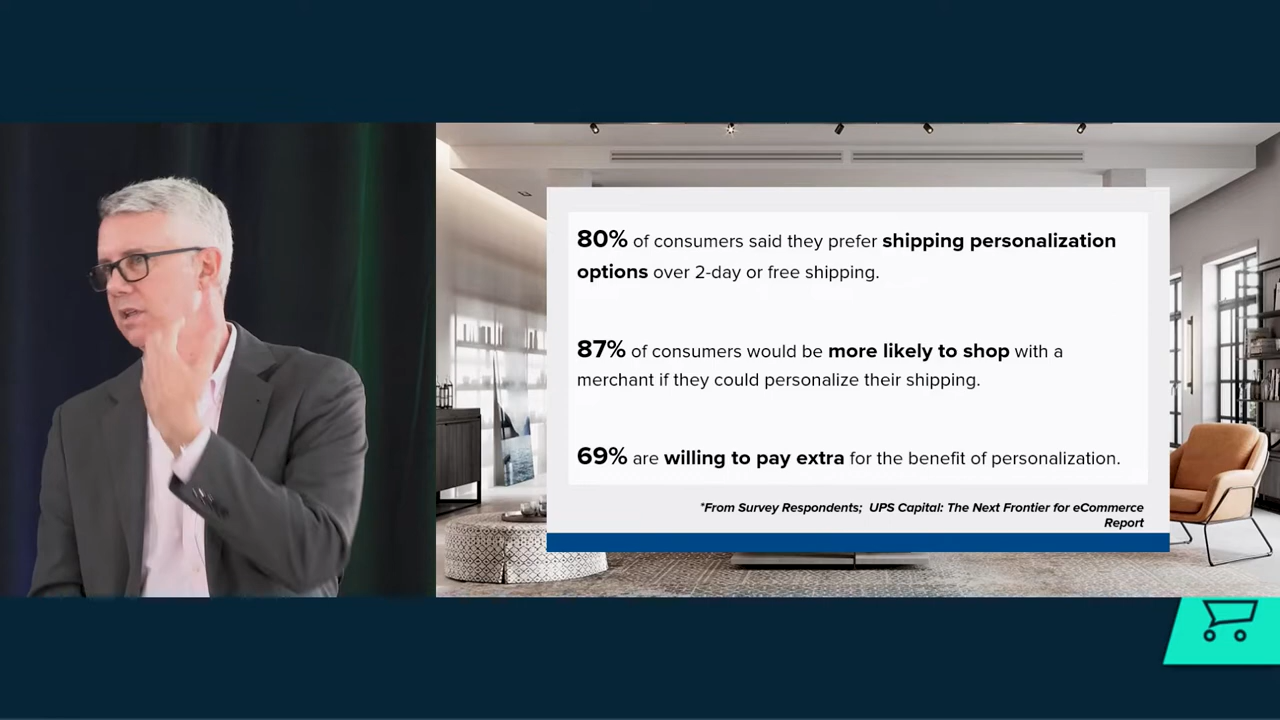 80% of consumers said they prefer shipping personalization
options over 2-day or free shipping.
87% of consumers would be more likely to shop with a
merchant if they could personalize their shipping.
69% are willing to pay extra for the benefit of personalization.
*From Survey Respondents; UPS Capital: The Next Frontier for eCommerce
Report